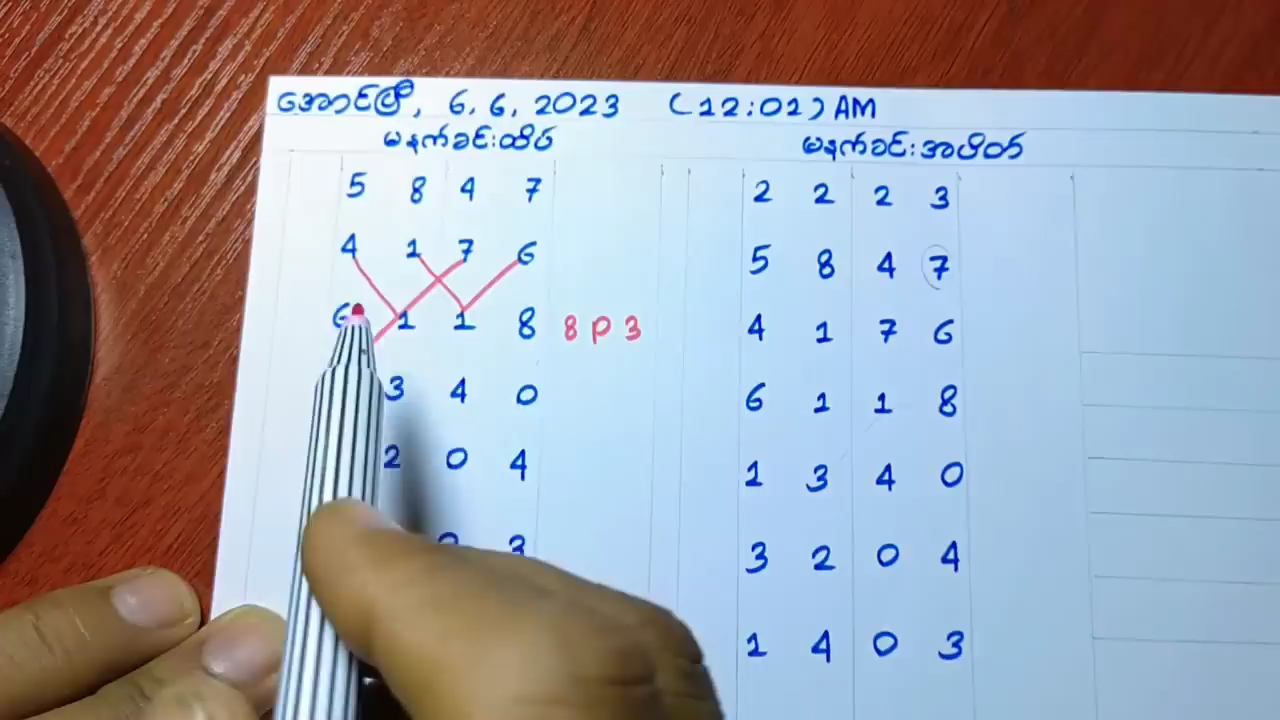 အောင်ဖြိုး, 6, 6, 2023 (12:01) AM
မနက်ခင်းထိပ် မနက်ခင်းအပိတ်
5 8 4 7
4 1 7 6
6 1 1 8 8 P 3
3 4 0
2 0 4
3
2 2 2 3
5 8 4 7
4 1 7 6
6 1 1 8
1 3 4 0
3 2 0 4
1 4 0 3